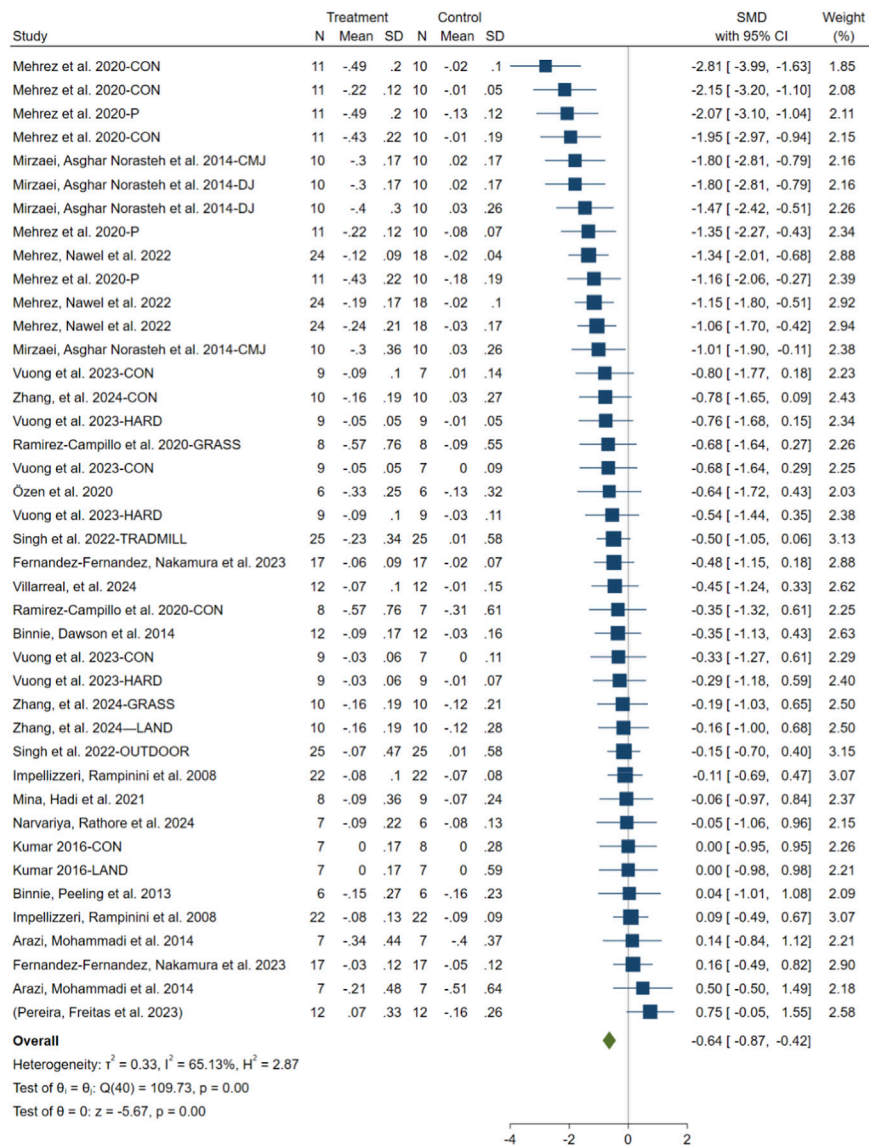 Treatment Control SMD Weight
Study N Mean SD N Mean SD with 95% CI (%)
Mehrez et al. 2020-CON 11 -.49 .2 10 -0.02 .1 -2.81 [ -3.99, -1.63) 1.85
Mehrez et al. 2020-CON 11 -.22 .12 10 -0.01 .05 -2.15 [ -3.20, -1.10) 2.08
Mehrez et al. 2020-P 11 -.49 .2 10 -0.13 .12 -2.07 [ -3.10, -1.04) 2.11
Mehrez et al. 2020-CON 11 -.43 .22 10 -0.01 .19 -1.95 [ -2.97, -0.94) 2.15
Mirzaei, Asghar Norasteh et al. 2014-CMJ 10 -.3 .17 10 0.02 .17 -1.80 [ -2.81, -0.79) 2.16
Mirzaei, Asghar Norasteh et al. 2014-DJ 10 -.3 .17 10 0.02 .17 -1.80 [ -2.81, -0.79) 2.16
Mirzaei, Asghar Norasteh et al. 2014-DJ 10 -.4 .3 10 0.03 .26 -1.47 [ -2.42, -0.51) 2.26
Mehrez et al. 2020-P 11 -.22 .12 10 -0.08 .07 -1.35 [ -2.27, -0.43) 2.34
Mehrez, Nawel 2022 24 -.12 .09 18 -0.02 .04 -1.34 [ -2.01, -0.68) 2.88
Mehrez et al. 2020-P 11 -.43 .22 10 -0.18 .19 -1.16 [ -2.06, -0.27) 2.39
Mehrez, Nawel 2022 24 -.19 .17 18 -0.02 .1 -1.15 [ -1.80, -0.51) 2.92
Mehrez, Nawel 2022 24 -.24 .21 18 -0.03 .17 -1.06 [ -1.70, -0.42) 2.94
Mirzaei, Asghar Norasteh et al. 2014-CMJ 10 -.3 .36 10 0.03 .26 -1.01 [ -1.90, -0.11) 2.38
Vuong et al. 2023-CON 9 -.09 .1 7 .01 .14 -0.80 [ -1.77, 0.18) 2.23
Zhang, et al. 2024-CON 10 -.16 .19 10 0.03 .27 -0.78 [ -1.65, 0.09) 2.43
Vuong et al. 2023-HARD 9 -.05 .05 9 -0.01 .05 -0.76 [ -1.68, 0.15) 2.34
Ramirez-Campillo et al. 2020-GRASS 8 -.57 .76 8 -0.09 .55 -0.68 [ -1.64, 0.27) 2.26
Vuong et al. 2023-CON 9 -.05 .05 7 0 .09 -0.68 [ -1.64, 0.29) 2.25
Özen et al. 2020 6 -.33 .25 6 -0.13 .32 -0.64 [ -1.72, 0.43) 2.03
Vuong et al. 2023-HARD 9 -.09 .1 9 -0.03 .11 -0.54 [ -1.44, 0.35) 2.38
Singh et al. 2022-TRADMILL 25 -.23 .34 25 .01 .58 -0.50 [ -1.05, 0.06) 3.13
Fernandez-Fernandez, Nakamura et al. 2023 17 -.06 .09 17 -0.02 .07 -0.48 [ -1.15, 0.18) 2.88
Villarreal, et al. 2024 12 -.07 .1 12 -0.01 .15 -0.45 [ -1.24, 0.33) 2.62
Ramirez-Campillo et al. 2020-CON 8 -.57 .76 7 -0.31 .61 -0.35 [ -1.32, 0.61) 2.25
Binnie, Dawson et al. 2014 12 -.09 .17 12 -0.03 .16 -0.35 [ -1.13, 0.43) 2.63
Vuong et al. 2023-CON 9 -.03 .06 7 0 .11 -0.33 [ -1.27, 0.61) 2.29
Vuong et al. 2023-HARD 9 -.03 .06 9 -0.01 .07 -0.29 [ -1.18, 0.59) 2.40
Zhang, et al. 2024-GRASS 10 -.16 .19 10 -0.12 .21 -0.19 [ -1.03, 0.65) 2.50
Zhang, et al. 2024—LAND 10 -.16 .19 10 -0.12 .28 -0.16 [ -1.00, 0.68) 2.50
Singh et al. 2022-OUTDOOR 25 -.07 .47 25 .01 .58 -0.15 [ -0.70, 0.40) 3.15
Impellizzeri, Rampinini et al. 2008 22 -.08 .1 22 -0.07 .08 -0.11 [ -0.69, 0.47) 3.07
Mina, Hadi et al. 2021 8 -.09 .36 9 -0.07 .24 -0.06 [ -0.97, 0.84) 2.37
Narvariya, Rathore et al. 2024 7 -.09 .22 6 -0.08 .13 -0.05 [ -1.06, 0.96) 2.15
Kumar 2016-CON 7 0 .17 8 0 .28 0.00 [ -0.95, 0.95) 2.26
Kumar 2016-LAND 7 0 .17 7 0 .59 0.00 [ -0.98, 0.98) 2.21
Binnie, Peeling et al. 2013 6 -.15 .27 6 -0.16 .23 0.04 [ -1.01, 1.08) 2.09
Impellizzeri, Rampinini et al. 2008 22 -.08 .13 22 -0.09 .09 0.09 [ -0.49, 0.67) 3.07
Arazi, Mohammadi et al. 2014 7 -.34 .44 7 -0.4 .37 0.14 [ -0.84, 1.12) 2.21
Fernandez-Fernandez, Nakamura et al. 2023 17 -.03 .12 17 -0.05 .12 0.16 [ -0.49, 0.82) 2.90
Arazi, Mohammadi et al. 2014 7 -.21 .48 7 -0.51 .64 0.50 [ -0.50, 1.49) 2.18
(Pereira, Freitas et al. 2023) 12 .07 .33 12 -0.16 .26 0.75 [ -0.05, 1.55) 2.58
Overall -0.64 [ -0.87, -0.42)
Heterogeneity: τ² = 0.33, I² = 65.13%, H² = 2.87
Test of θᵢ = θⱼ: Q(40) = 109.73, p = 0.00
Test of θ = 0: z = -5.67, p = 0.00
-4 -2 0 2